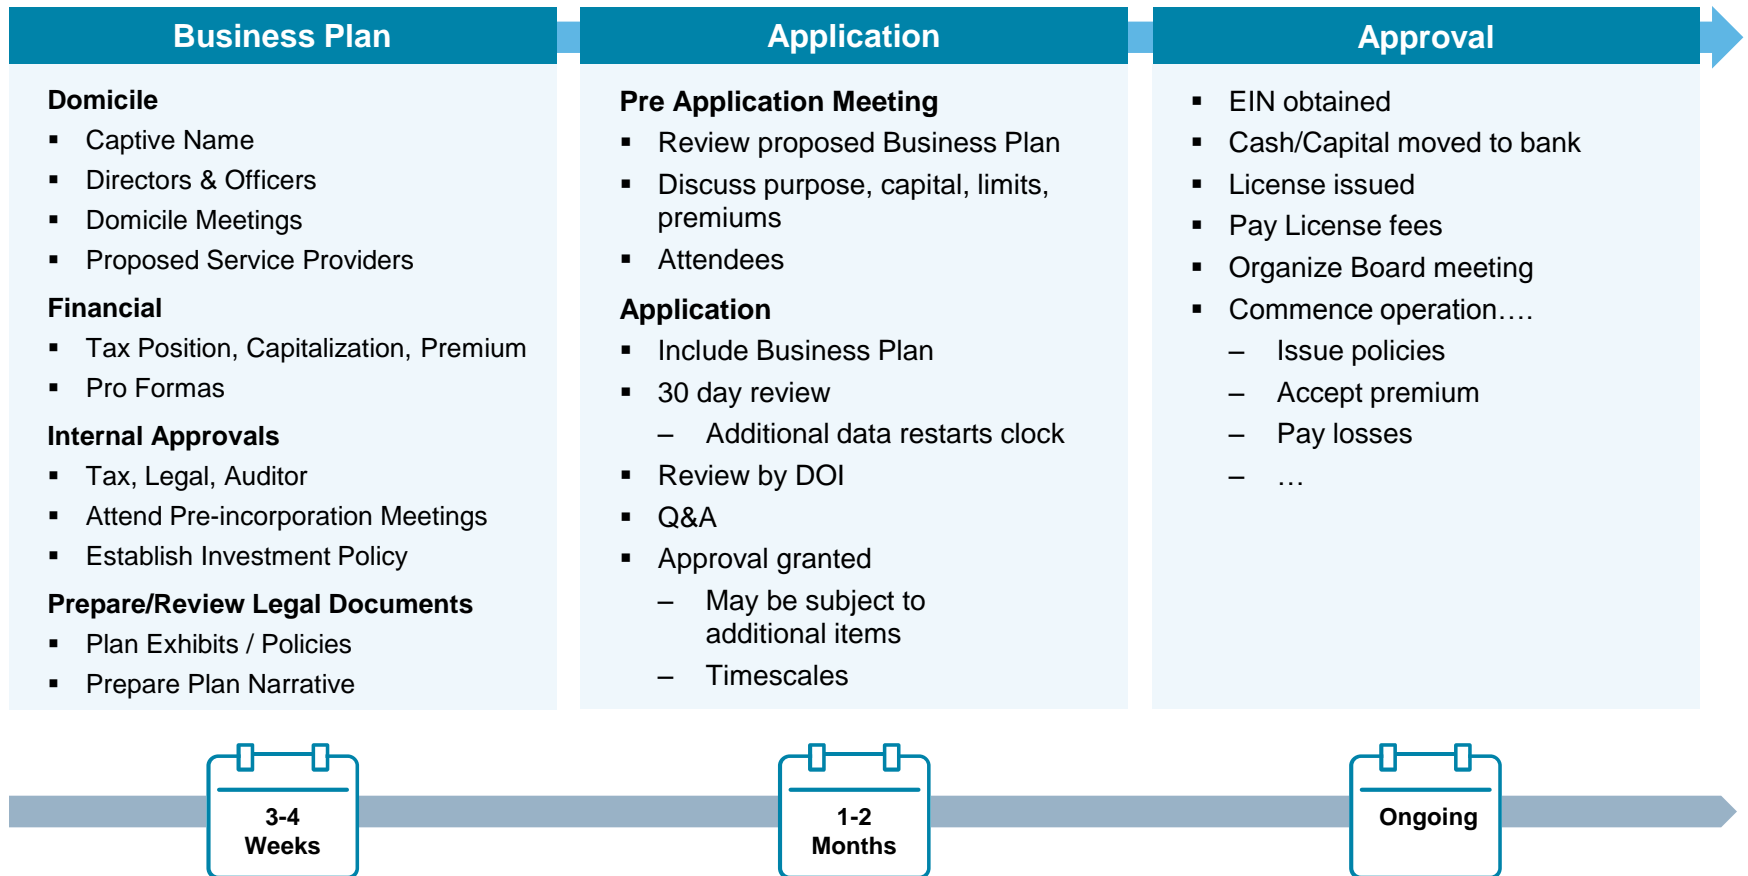 Business Plan
Domicile
▪ Captive Name
▪ Directors & Officers
▪ Domicile Meetings
▪ Proposed Service Providers
Financial
▪ Tax Position, Capitalization, Premium
▪ Pro Formas
Internal Approvals
▪ Tax, Legal, Auditor
▪ Attend Pre-incorporation Meetings
▪ Establish Investment Policy
Prepare/Review Legal Documents
▪ Plan Exhibits / Policies
▪ Prepare Plan Narrative
Application
Pre Application Meeting
▪ Review proposed Business Plan
▪ Discuss purpose, capital, limits,
premiums
▪ Attendees
Application
▪ Include Business Plan
▪ 30 day review
– Additional data restarts clock
▪ Review by DOI
▪ Q&A
▪ Approval granted
– May be subject to
additional items
– Timescales
Approval
▪ EIN obtained
▪ Cash/Capital moved to bank
▪ License issued
▪ Pay License fees
▪ Organize Board meeting
▪ Commence operation….
– Issue policies
– Accept premium
– Pay losses
– …
3-4
Weeks
1-2
Months
Ongoing